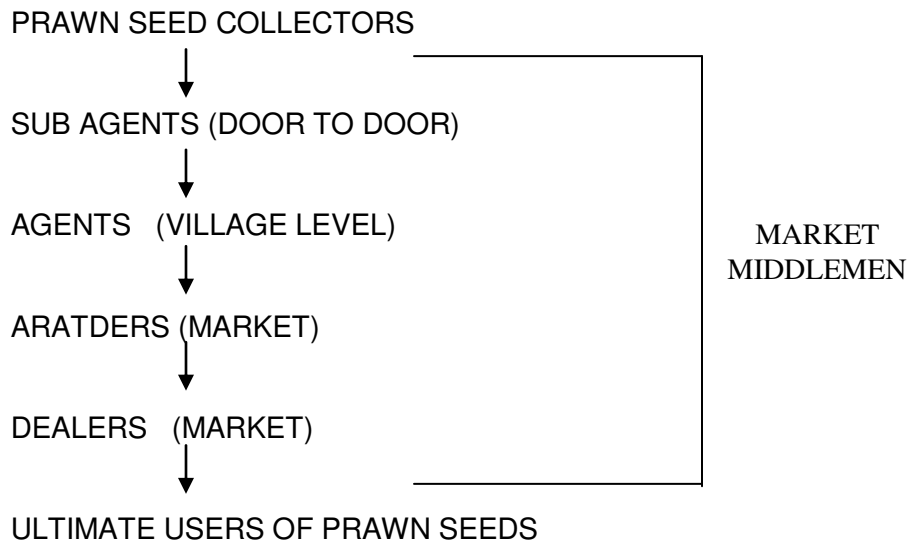 PRAWN SEED COLLECTORS
SUB AGENTS (DOOR TO DOOR)
AGENTS (VILLAGE LEVEL)
MARKET
MIDDLEMEN
ARATDERS (MARKET)
DEALERS (MARKET)
ULTIMATE USERS OF PRAWN SEEDS